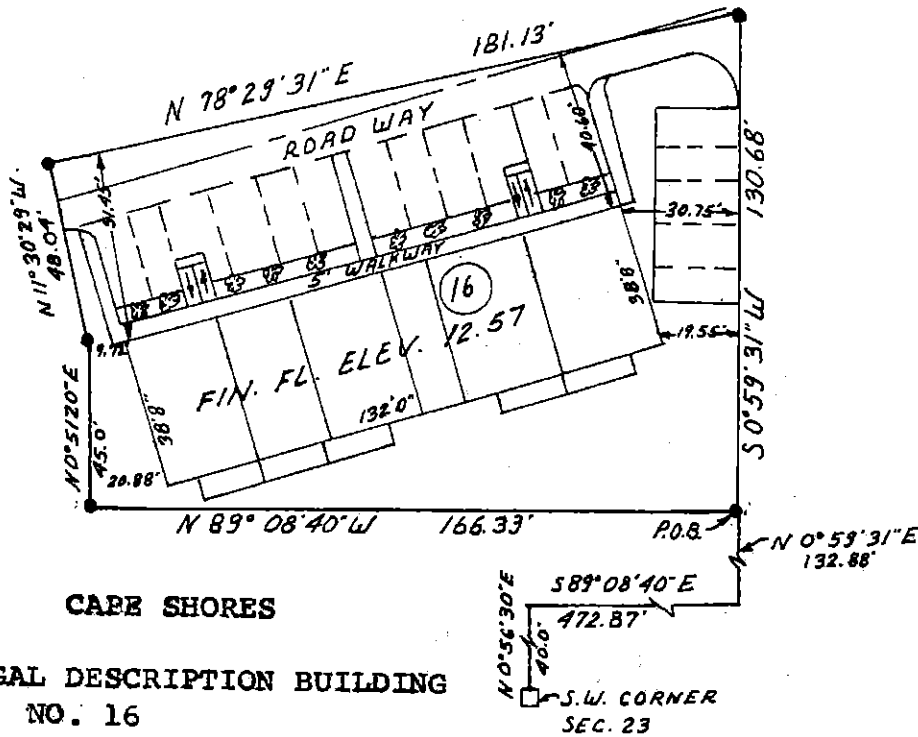 181.13'
N 78°29'31" E
ROAD WAY
40.60'
130.68'
51.45'
30.75'
N 11°30'29" W.
48.04'
5' WALKWAY
16
38'8"
9.72'
FIN. FL. ELEV. 12.57
19.55'
S 0°59'31" W
132'0"
38'8"
N 0°51'20" E
45.0'
20.88'
N 89°08'40" W 166.33'
P.O.B.
N 0°59'31" E
132.88'
S 89°08'40" E
472.87'
CAPE SHORES
N 0°56'30" E
40.0'
GAL DESCRIPTION BUILDING
NO. 16
S.W. CORNER
SEC. 23